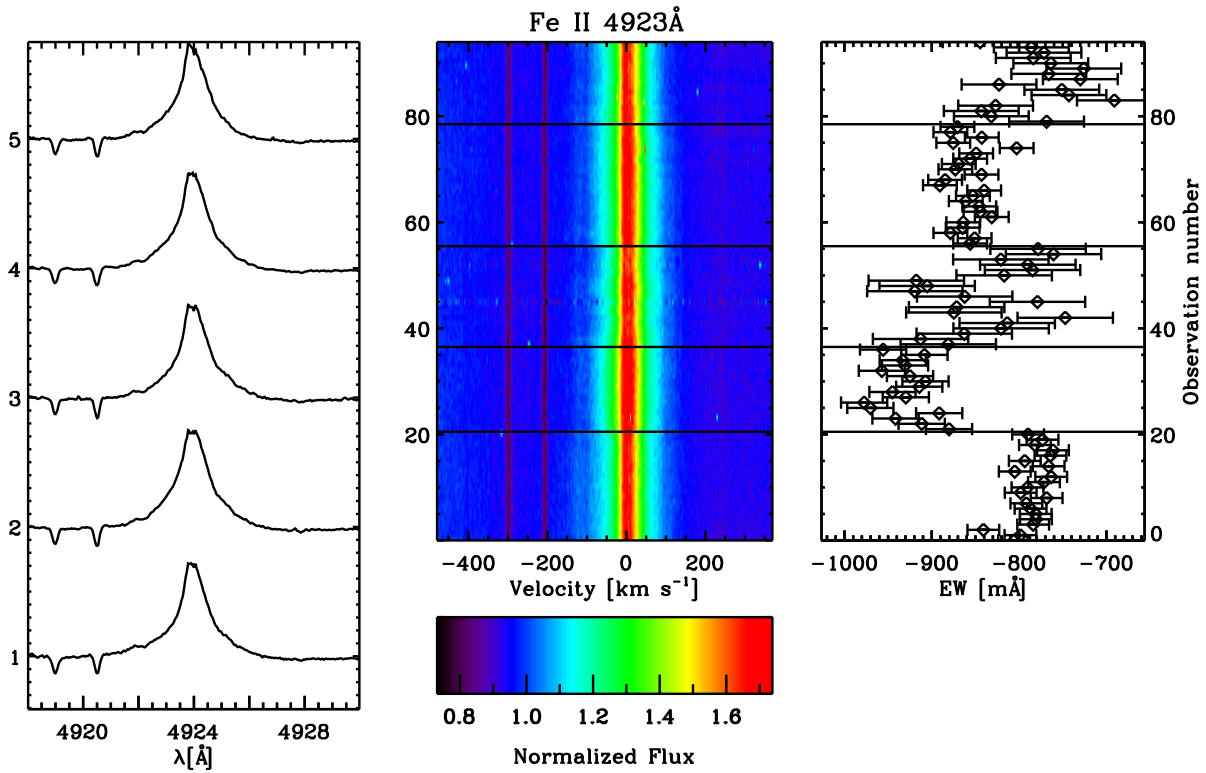 Fe II 4923Å
5
4
3
2
1
4920 4924 4928
λ[Å]
80
60
40
20
-400 -200 0 200
Velocity [km s⁻¹]
80
60
40
20
0
Observation number
-1000 -900 -800 -700
EW [mÅ]
0.8 1.0 1.2 1.4 1.6
Normalized Flux